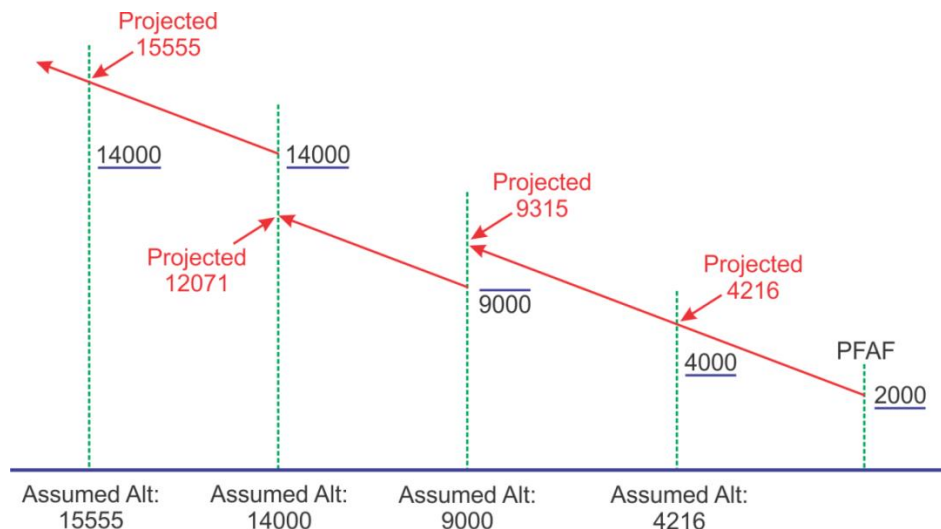 Projected
15555
14000
14000
Projected
9315
Projected
12071
9000
Projected
4216
4000
PFAF
2000
Assumed Alt:
15555
Assumed Alt:
14000
Assumed Alt:
9000
Assumed Alt:
4216